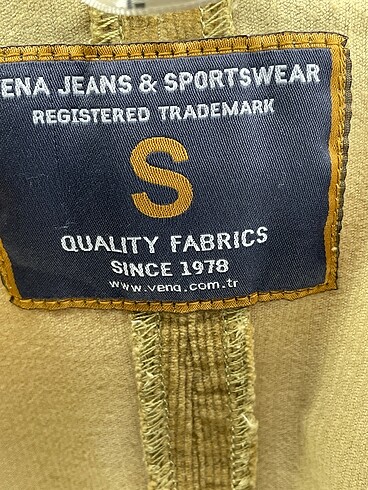 ENA JEANS & SPORTSWEAR
REGISTERED TRADEMARK
S
QUALITY FABRICS
SINCE 1978
www.vena.com.tr